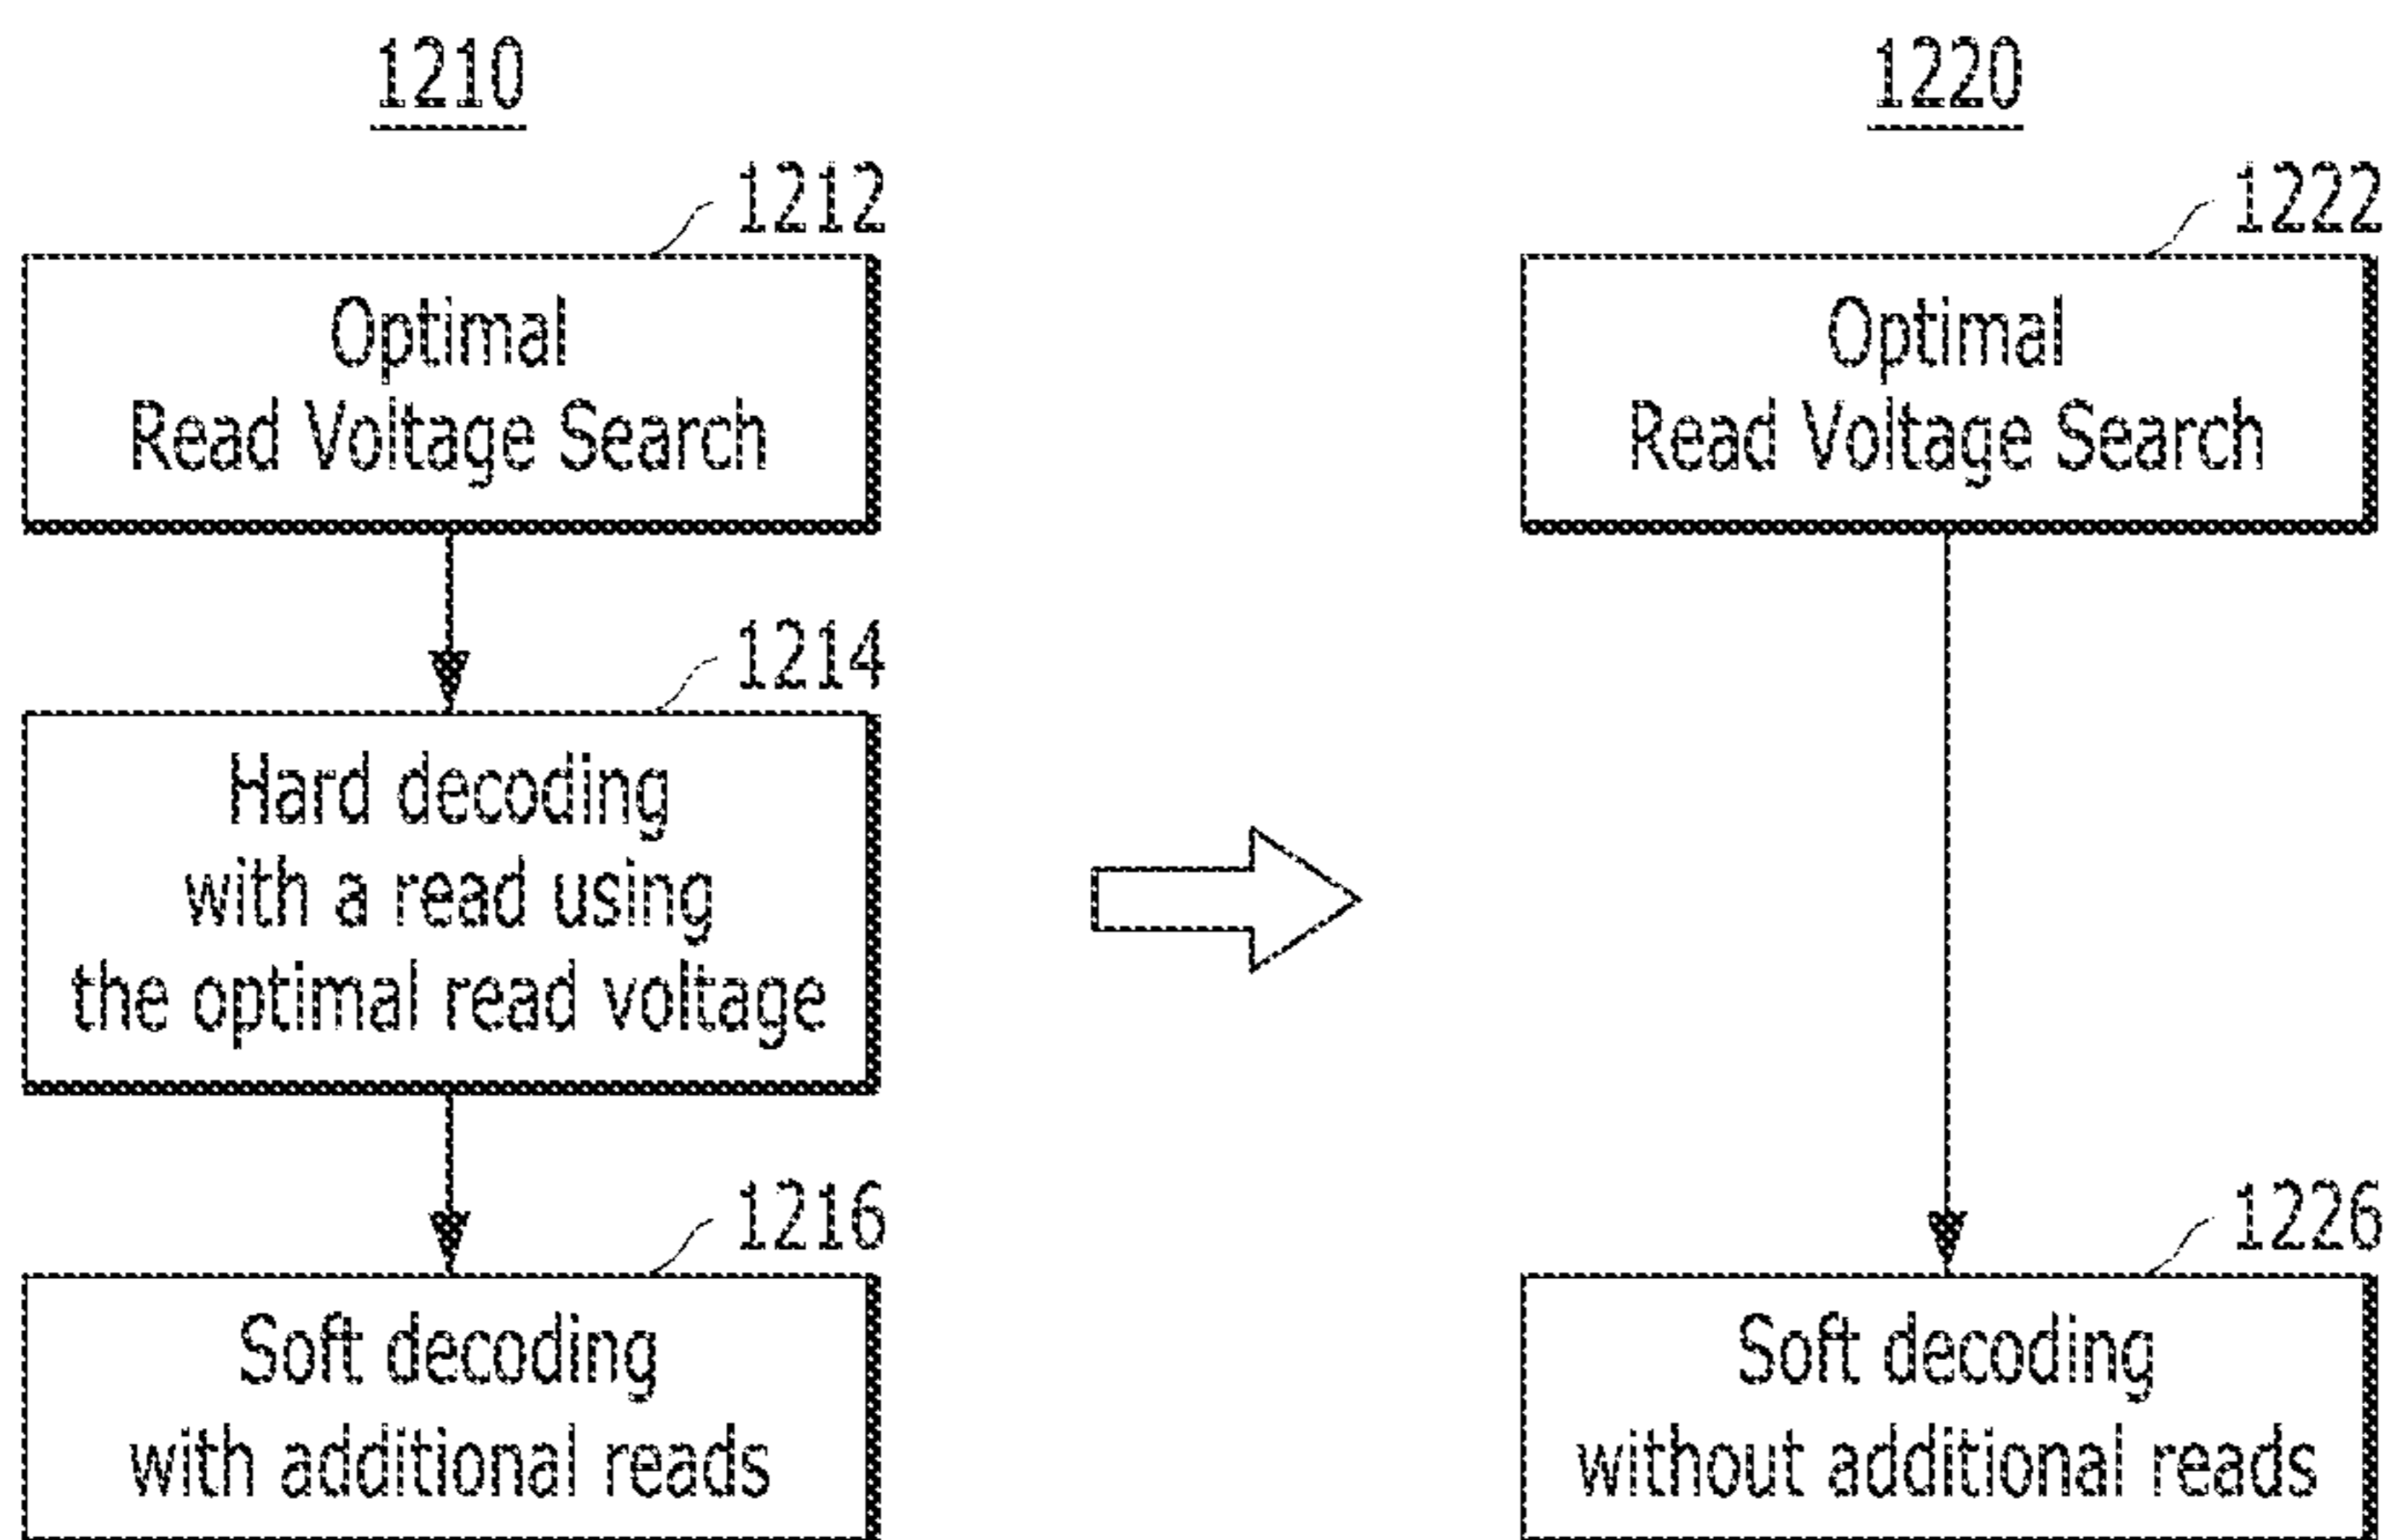 1210
1212
Optimal
Read Voltage Search
1214
Hard decoding
with a read using
the optimal read voltage
1216
Soft decoding
with additional reads
1220
1222
Optimal
Read Voltage Search
1226
Soft decoding
without additional reads